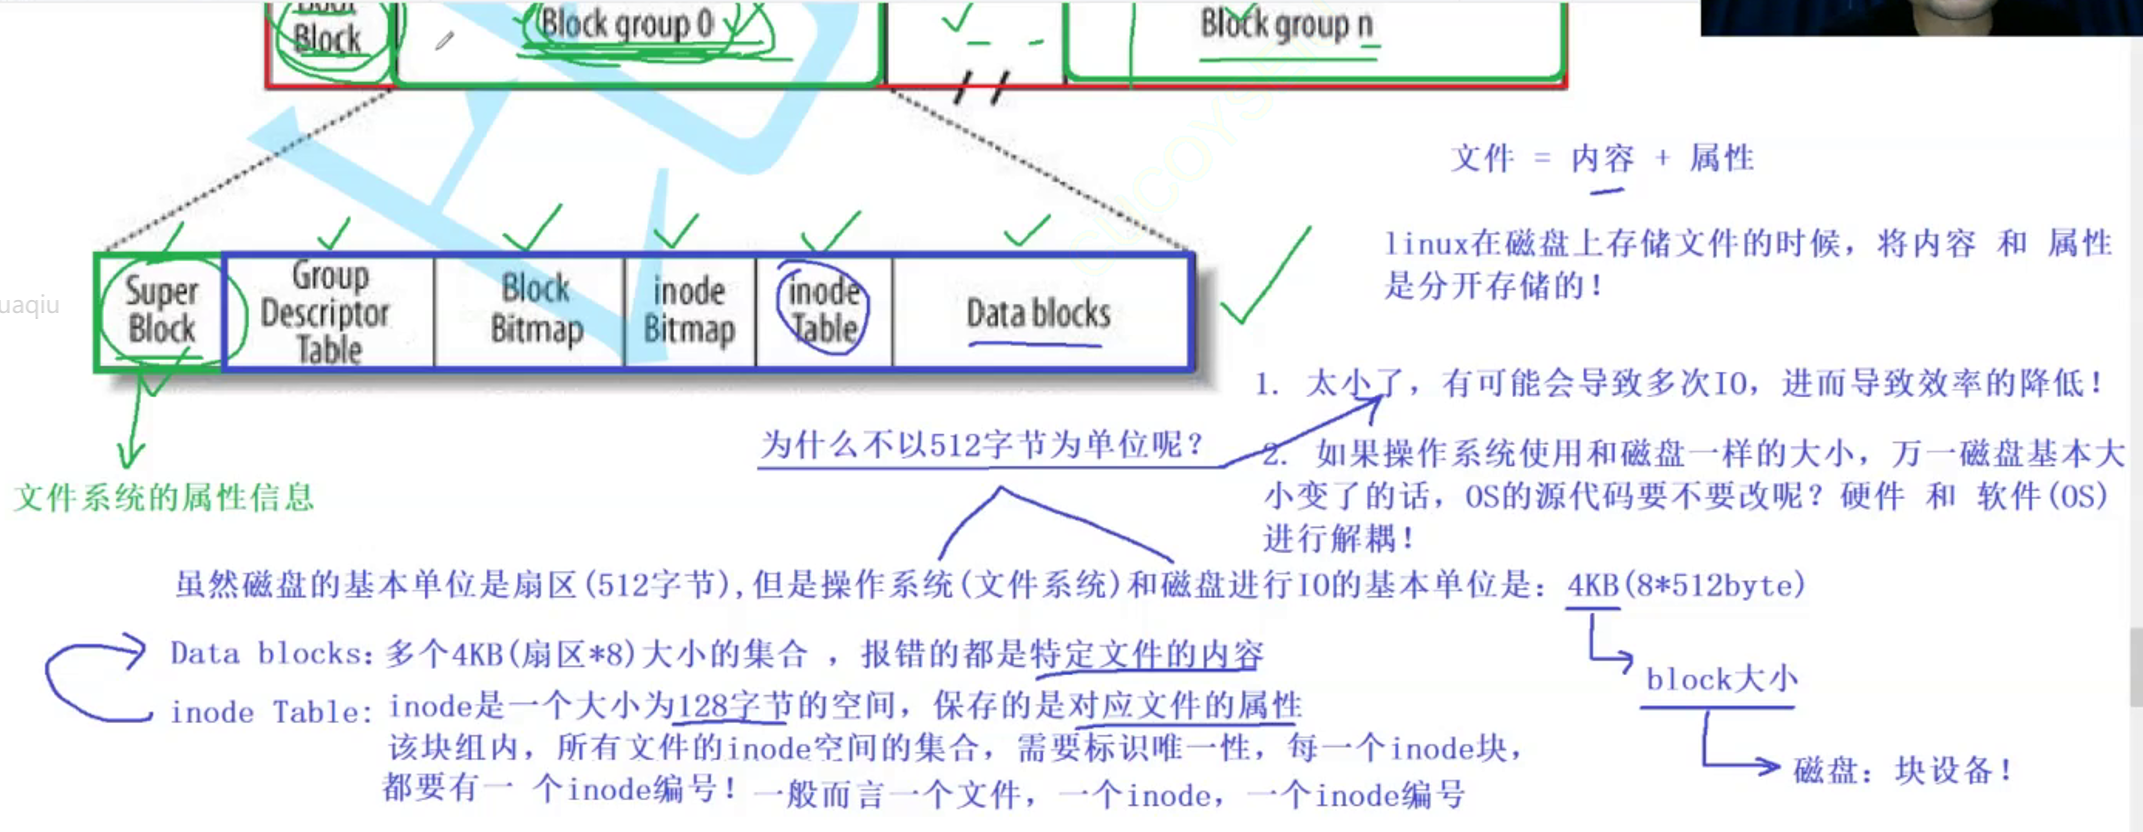 Boot
Block
Block group 0
Block group n
文件 = 内容 + 属性
linux在磁盘上存储文件的时候，将内容 和 属性
是分开存储的！
Super
Block
Group
Descriptor
Table
Block
Bitmap
inode
Bitmap
inode
Table
Data blocks
uaqiu
1. 太小了，有可能会导致多次IO，进而导致效率的降低！
为什么不以512字节为单位呢？
2. 如果操作系统使用和磁盘一样的大小，万一磁盘基本大
小变了的话，OS的源代码要不要改呢？硬件 和 软件(OS)
进行解耦！
文件系统的属性信息
虽然磁盘的基本单位是扇区(512字节),但是操作系统(文件系统)和磁盘进行IO的基本单位是：4KB(8*512byte)
Data blocks：多个4KB(扇区*8)大小的集合 ，报错的都是特定文件的内容
block大小
inode Table：inode是一个大小为128字节的空间，保存的是对应文件的属性
该块组内，所有文件的inode空间的集合，需要标识唯一性，每一个inode块，
都要有一 个inode编号！一般而言一个文件，一个inode，一个inode编号
磁盘：块设备！